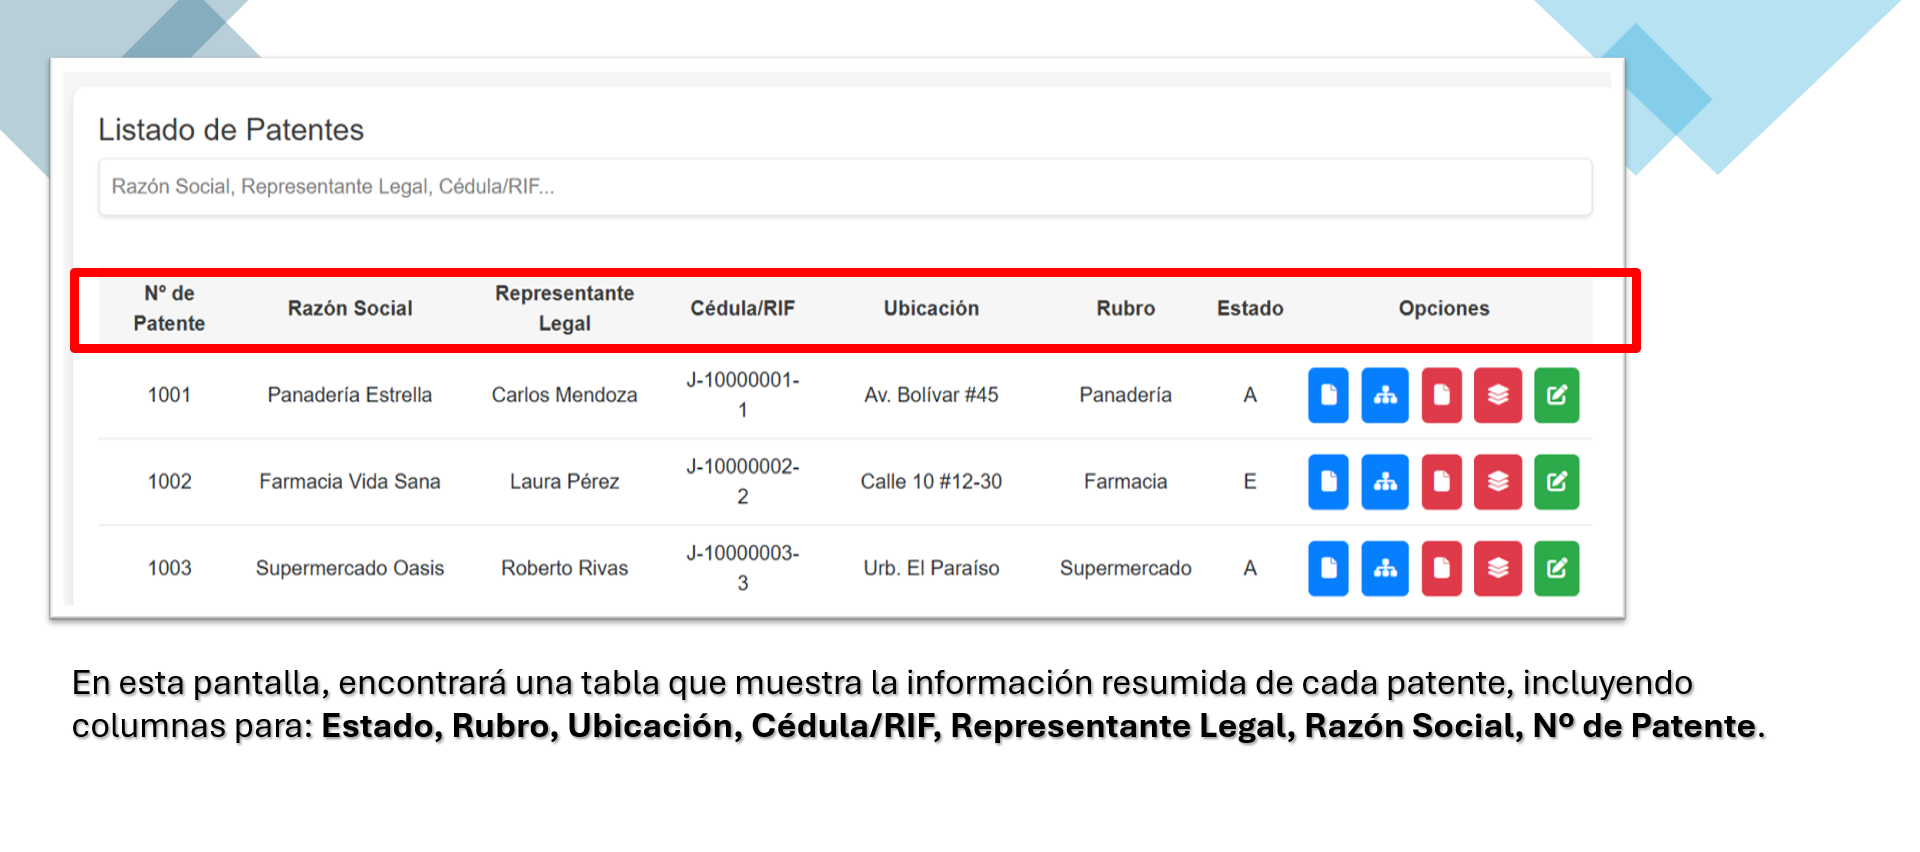 Listado de Patentes
Razón Social, Representante Legal, Cédula/RIF...
Nº de Patente Razón Social Representante Legal Cédula/RIF Ubicación Rubro Estado Opciones
1001 Panadería Estrella Carlos Mendoza J-10000001-1 Av. Bolívar #45 Panadería A
1002 Farmacia Vida Sana Laura Pérez J-10000002-2 Calle 10 #12-30 Farmacia E
1003 Supermercado Oasis Roberto Rivas J-10000003-3 Urb. El Paraíso Supermercado A
En esta pantalla, encontrará una tabla que muestra la información resumida de cada patente, incluyendo
columnas para: Estado, Rubro, Ubicación, Cédula/RIF, Representante Legal, Razón Social, Nº de Patente.